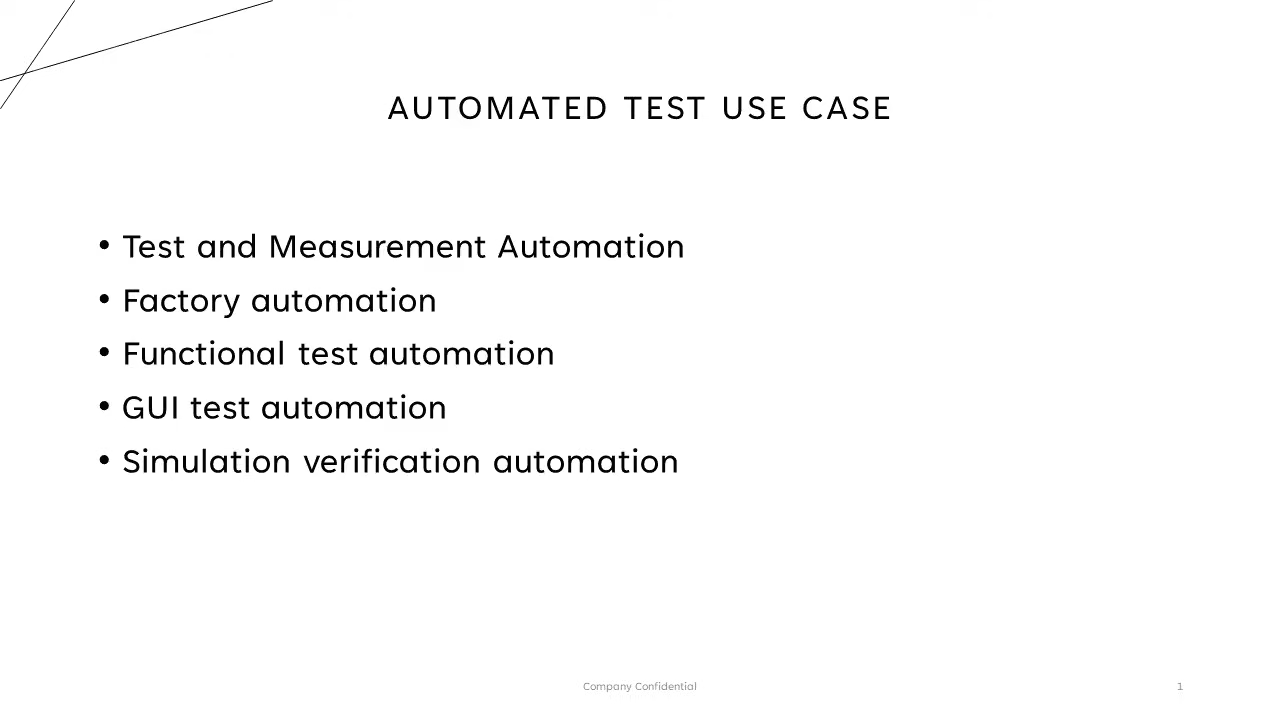 AUTOMATED TEST USE CASE
• Test and Measurement Automation
• Factory automation
• Functional test automation
• GUI test automation
• Simulation verification automation
Company Confidential
1